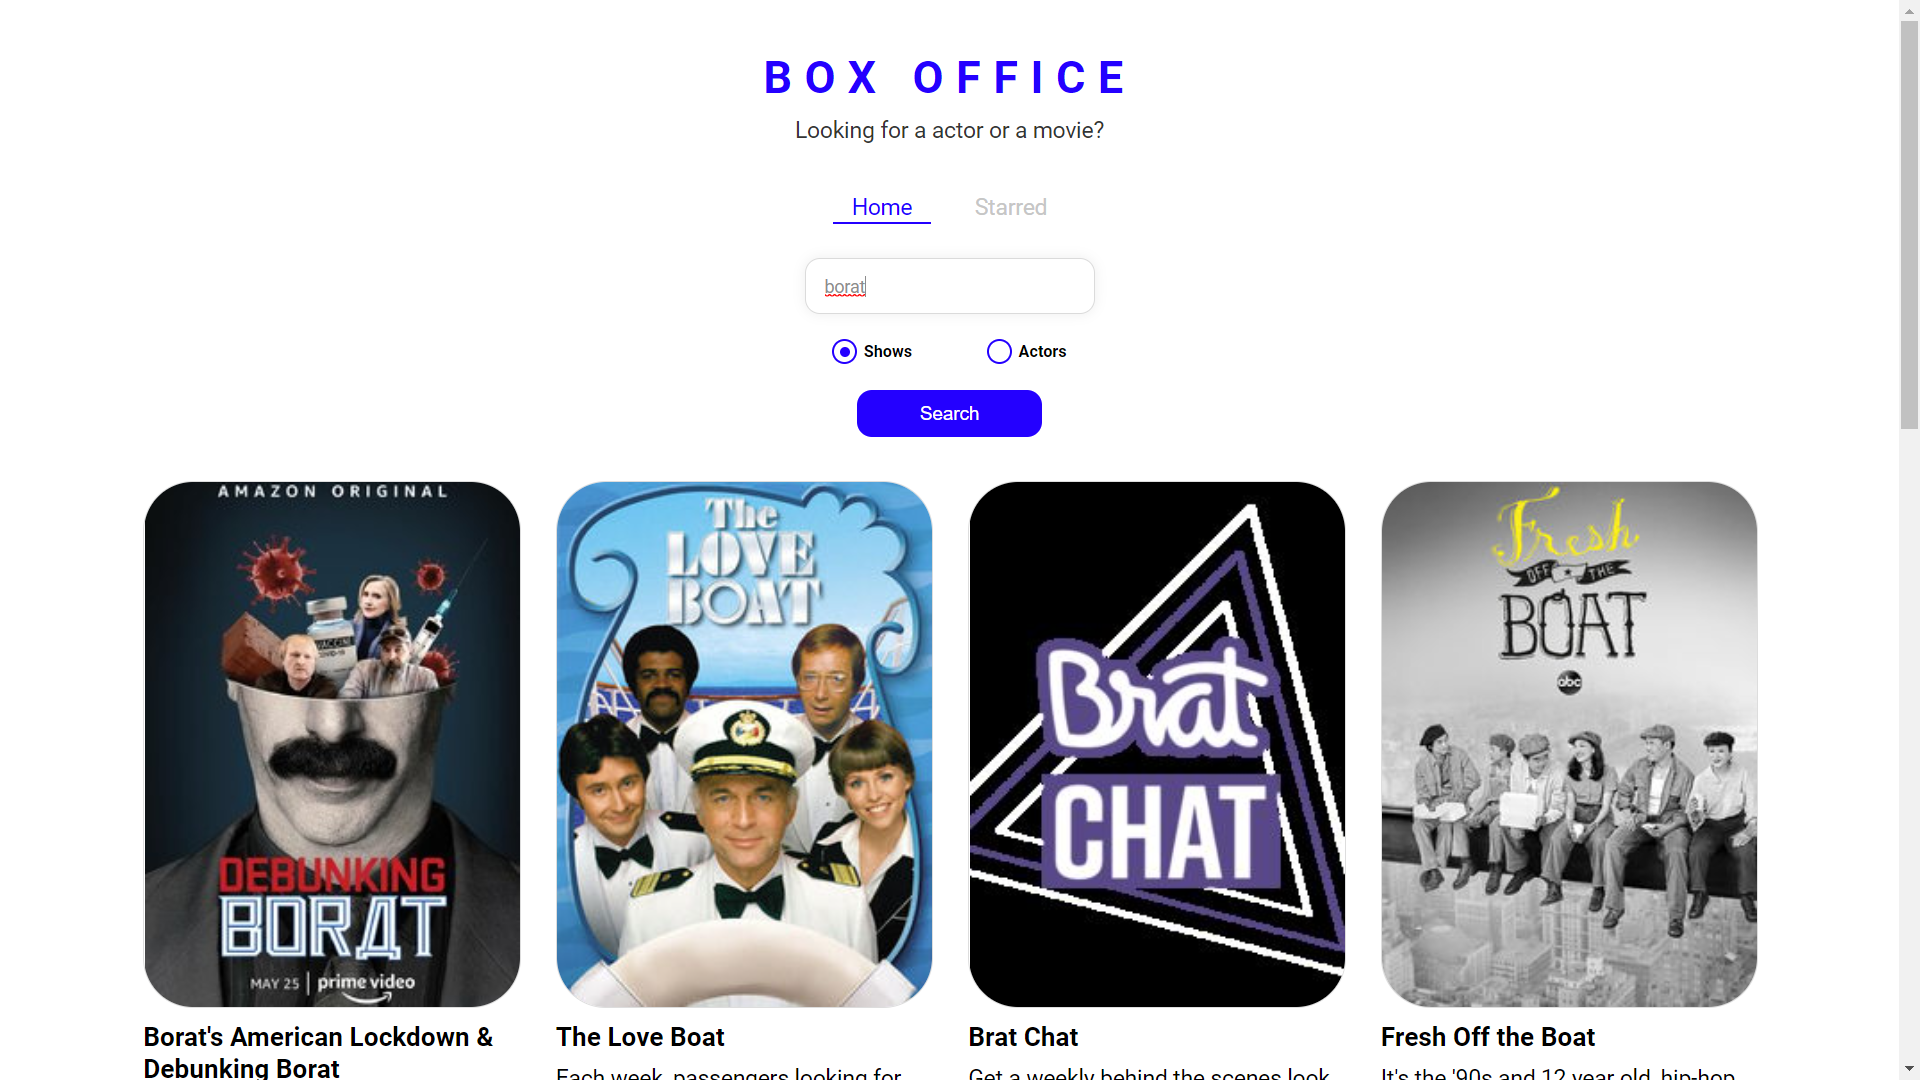 BOX OFFICE
Looking for a actor or a movie?
Home
Starred
borat
Shows
Actors
Search
AMAZON ORIGINAL
VACCINE
COVID-19
DEBUNKING
BORAT
MAY 25 | prime video
The
LOVE
BOAT
Brat
CHAT
Fresh
OFF THE
BOAT
abc
Borat's American Lockdown &
Debunking Borat
The Love Boat
Each week, passengers looking for
Brat Chat
Get a weekly behind the scenes look
Fresh Off the Boat
It's the '90s and 12 year old, hip-hop